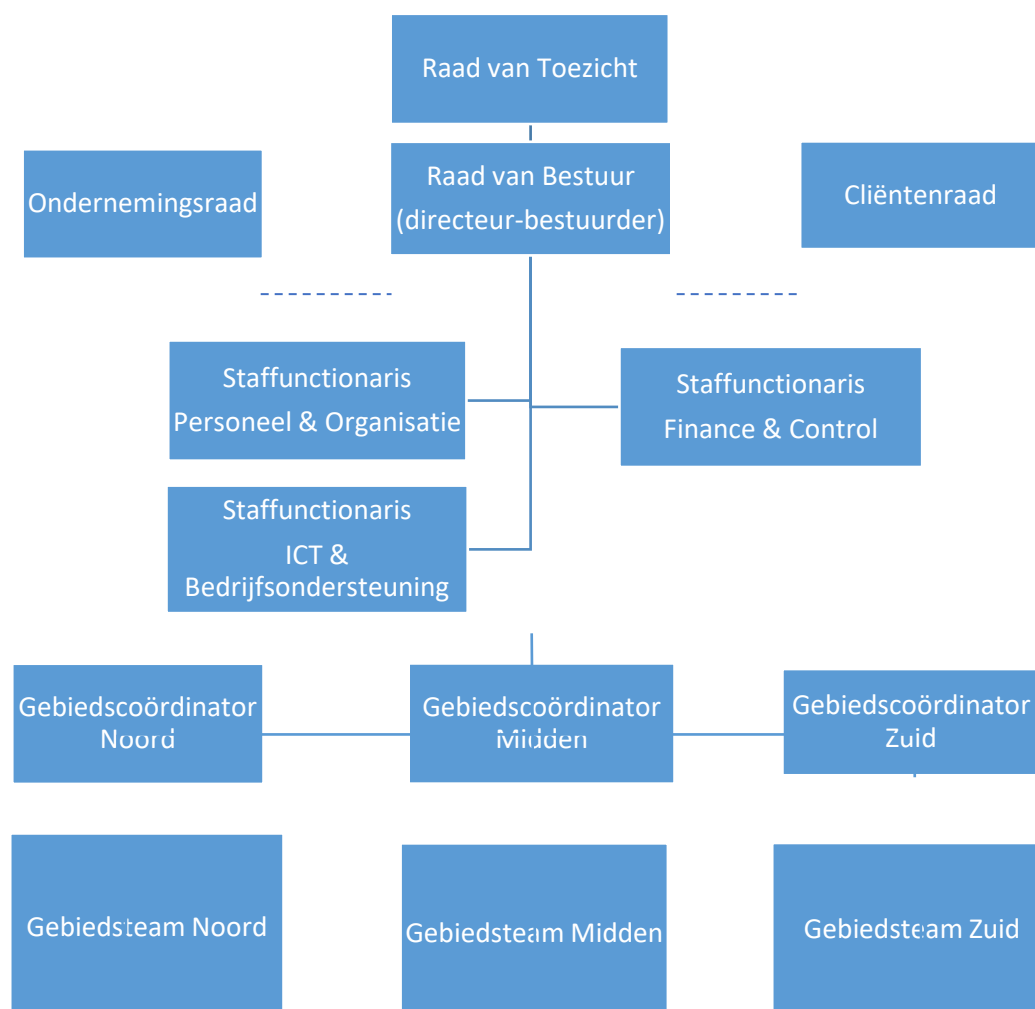 Raad van Toezicht
Ondernemingsraad
Raad van Bestuur
(directeur-bestuurder)
Cliëntenraad
Staffunctionaris
Personeel & Organisatie
Staffunctionaris
Finance & Control
Staffunctionaris
ICT &
Bedrijfsondersteuning
Gebiedscoördinator
Noord
Gebiedscoördinator
Midden
Gebiedscoördinator
Zuid
Gebiedsteam Noord
Gebiedsteam Midden
Gebiedsteam Zuid